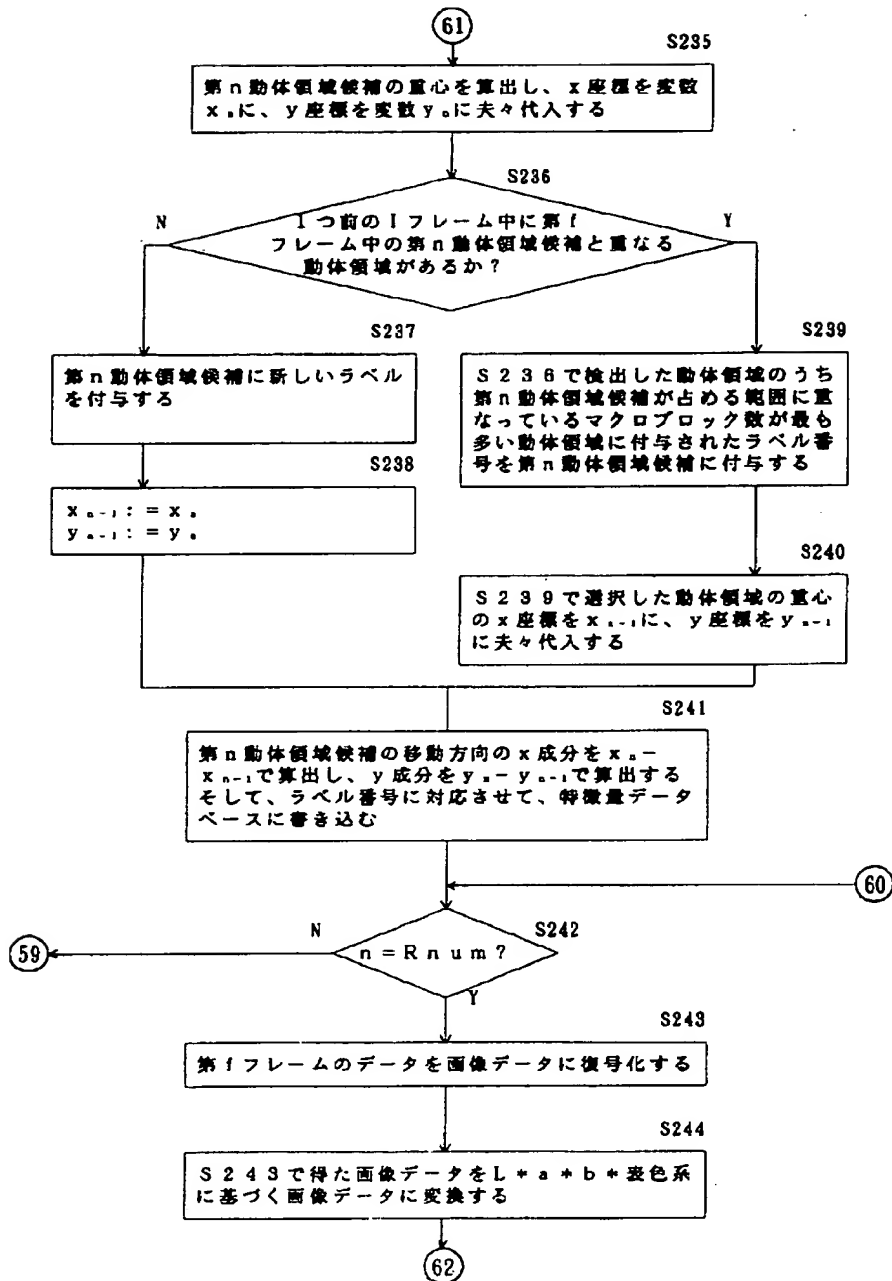 61
S235
第n動体領域候補の重心を算出し、x座標を変数
xₙに、y座標を変数yₙに夫々代入する
S236
N
Y
1つ前のIフレーム中に第f
フレーム中の第n動体領域候補と重なる
動体領域があるか?
S237
第n動体領域候補に新しいラベル
を付与する
S238
xₙ₋₁:=xₙ
yₙ₋₁:=yₙ
S239
S236で検出した動体領域のうち
第n動体領域候補が占める範囲に重
なっているマクロブロック数が最も
多い動体領域に付与されたラベル番
号を第n動体領域候補に付与する
S240
S239で選択した動体領域の重心
のx座標をxₙ₋₁に、y座標をyₙ₋₁
に夫々代入する
S241
第n動体領域候補の移動方向のx成分をxₙ-
xₙ₋₁で算出し、y成分をyₙ-yₙ₋₁で算出する
そして、ラベル番号に対応させて、特徴量データ
ベースに書き込む
60
S242
N
59
n=Rnum?
Y
S243
第fフレームのデータを画像データに復号化する
S244
S243で得た画像データをL*a*b*表色系
に基づく画像データに変換する
62